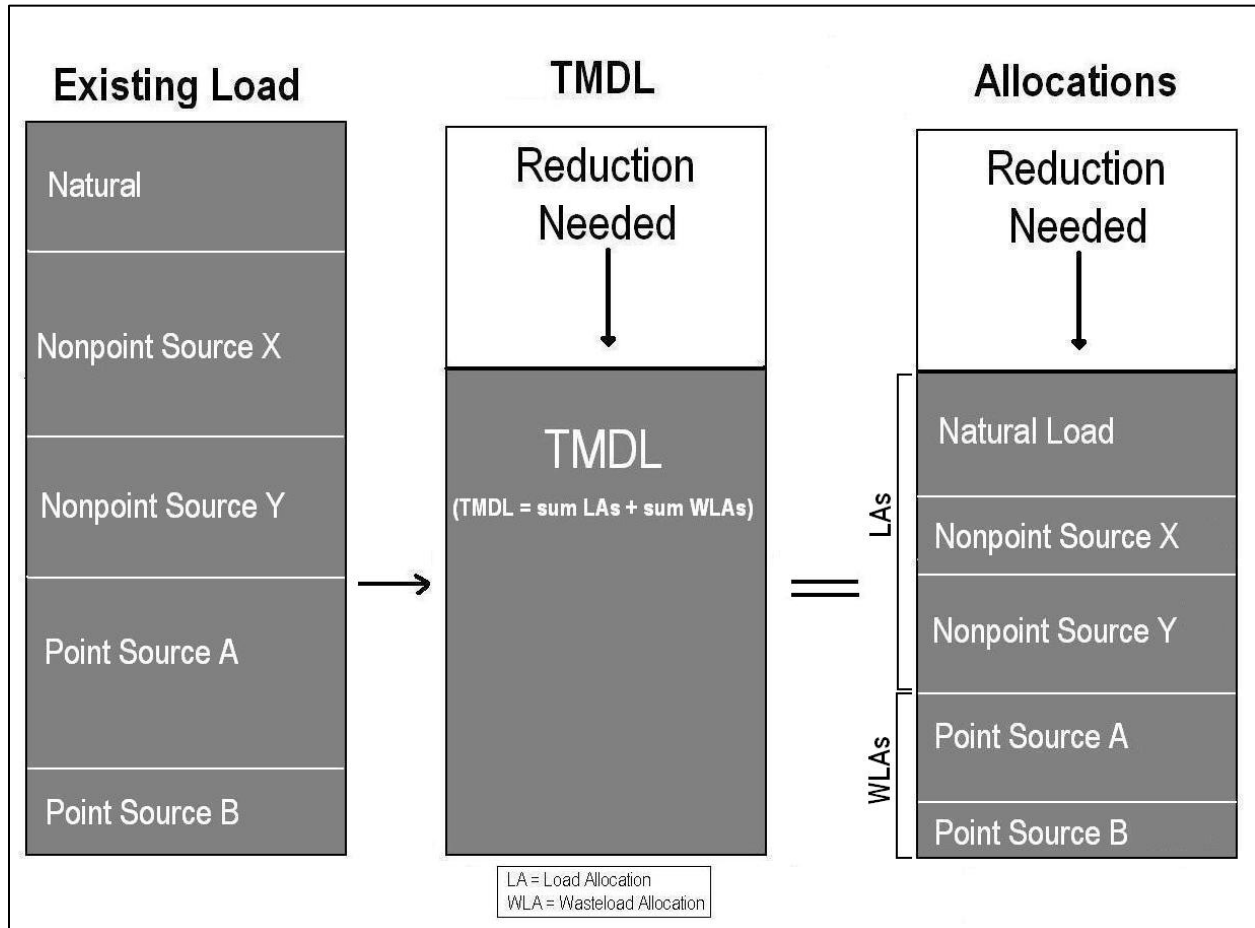 Existing Load
Natural
Nonpoint Source X
Nonpoint Source Y
Point Source A
Point Source B
TMDL
Reduction
Needed
TMDL
(TMDL = sum LAs + sum WLAs)
Allocations
Reduction
Needed
LAs
Natural Load
Nonpoint Source X
Nonpoint Source Y
WLAs
Point Source A
Point Source B
LA = Load Allocation
WLA = Wasteload Allocation